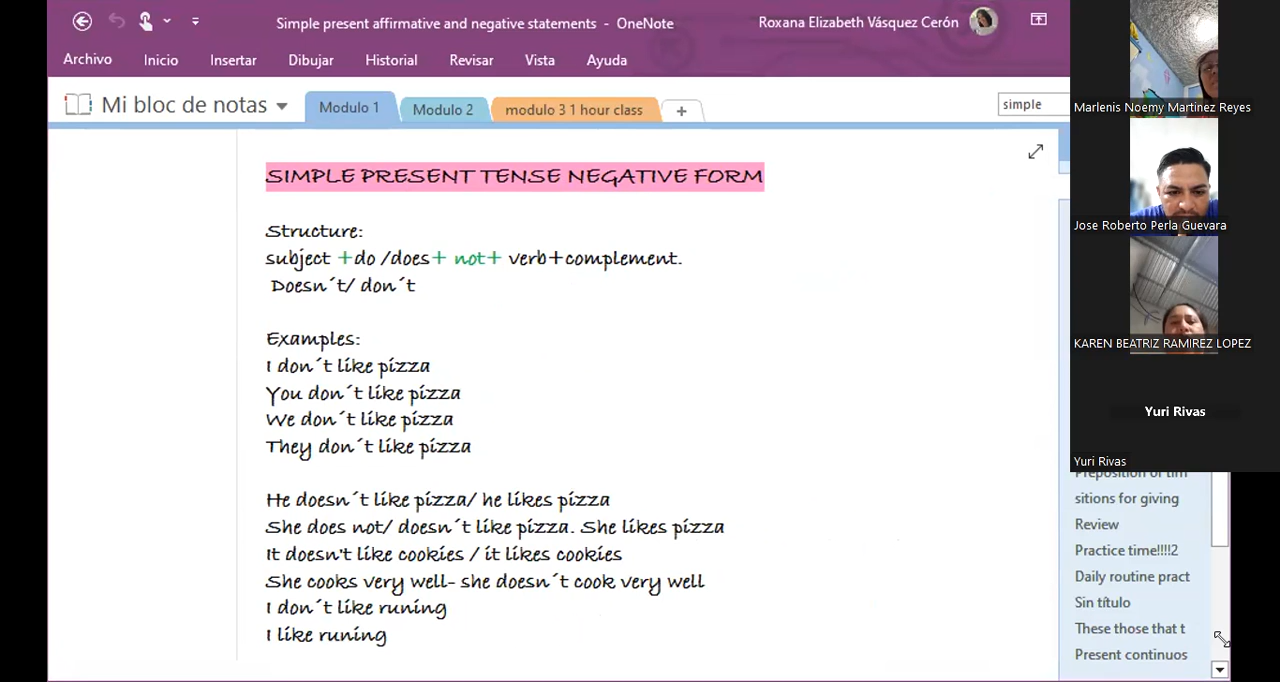 Simple present affirmative and negative statements - OneNote
Roxana Elizabeth Vásquez Cerón
Archivo Inicio Insertar Dibujar Historial Revisar Vista Ayuda
Mi bloc de notas
Modulo 1 Modulo 2 modulo 3 1 hour class +
simple
SIMPLE PRESENT TENSE NEGATIVE FORM
Structure:
subject +do /does+ not+ verb+complement.
Doesn´t/ don´t
Examples:
I don´t like pizza
You don´t like pizza
We don´t like pizza
They don´t like pizza
He doesn´t like pizza/ he likes pizza
She does not/ doesn´t like pizza. She likes pizza
It doesn't like cookies / it likes cookies
She cooks very well- she doesn´t cook very well
I don´t like runing
I like runing
Marlenis Noemy Martinez Reyes
Jose Roberto Perla Guevara
KAREN BEATRIZ RAMIREZ LOPEZ
Yuri Rivas
Yuri Rivas
Preposition of tim
sitions for giving
Review
Practice time!!!!2
Daily routine pract
Sin título
These those that t
Present continuos